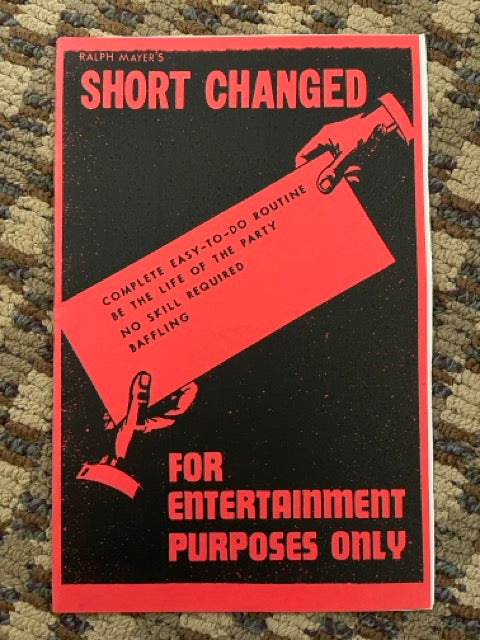 RALPH MAYER'S
SHORT CHANGED
COMPLETE EASY-TO-DO ROUTINE
BE THE LIFE OF THE PARTY
NO SKILL REQUIRED
BAFFLING
FOR
ENTERTAINMENT
PURPOSES ONLY